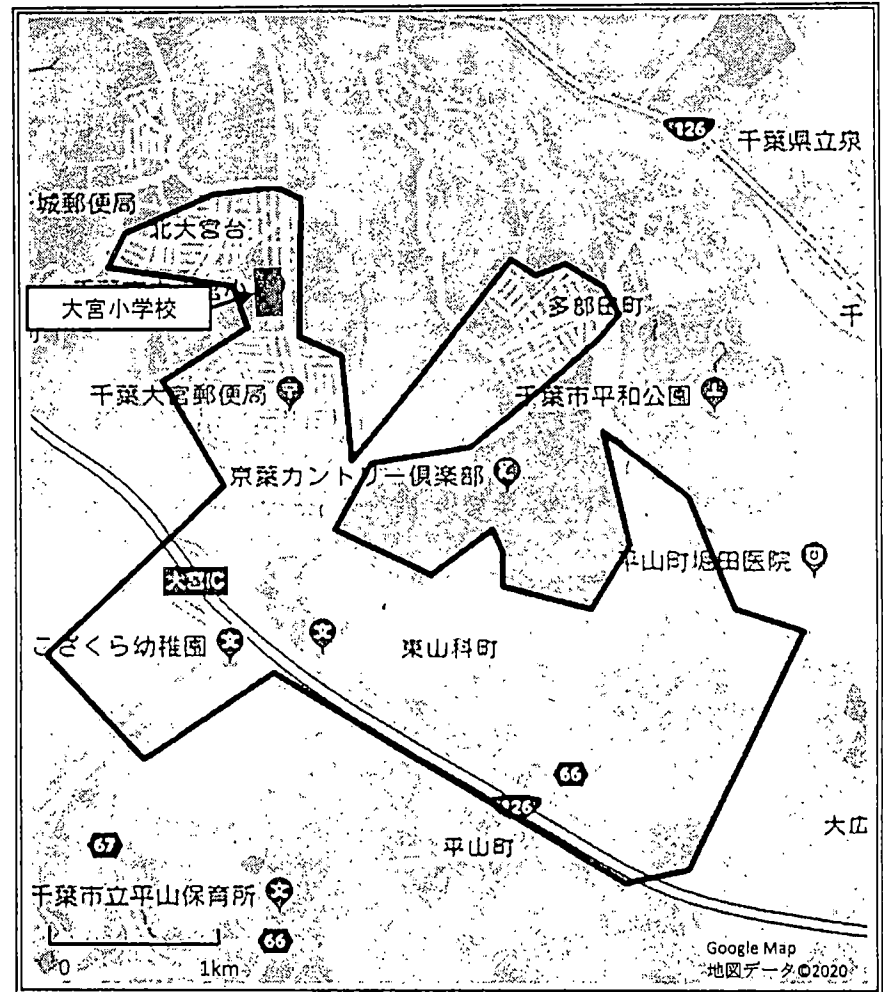 126
千葉県立泉
城郵便局
北大宮台
大宮小学校
多部田町
千
千葉大宮郵便局
千葉市平和公園
京葉カントリー倶楽部
平山町堀田医院
大宮IC
こざくら幼稚園
東山科町
66
126
大広
67
平山町
千葉市立平山保育所
66
0 1km
Google Map
地図データ©2020